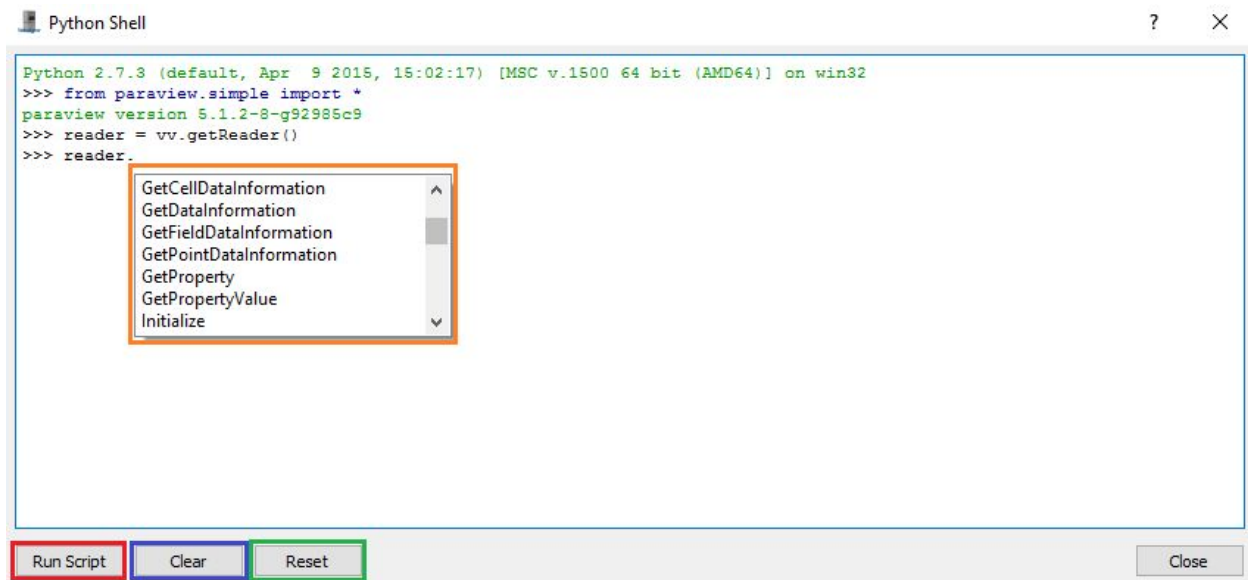 Python Shell
?
Python 2.7.3 (default, Apr  9 2015, 15:02:17) [MSC v.1500 64 bit (AMD64)] on win32
>>> from paraview.simple import *
paraview version 5.1.2-8-g92985c9
>>> reader = vv.getReader()
>>> reader.
GetCellDataInformation
GetDataInformation
GetFieldDataInformation
GetPointDataInformation
GetProperty
GetPropertyValue
Initialize
Run Script Clear Reset Close